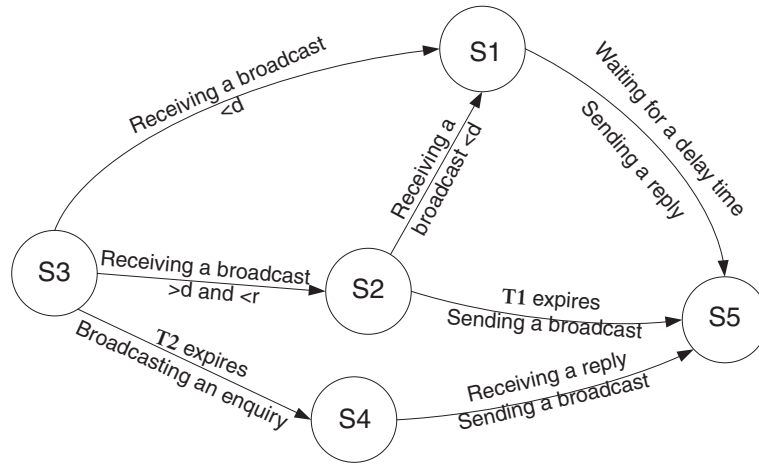 S1
Receiving a broadcast
<d
Waiting for a delay time
Sending a reply
Receiving a
broadcast <d
S3
Receiving a broadcast
>d and <r
S2
T1 expires
Sending a broadcast
S5
T2 expires
Broadcasting an enquiry
S4
Receiving a reply
Sending a broadcast